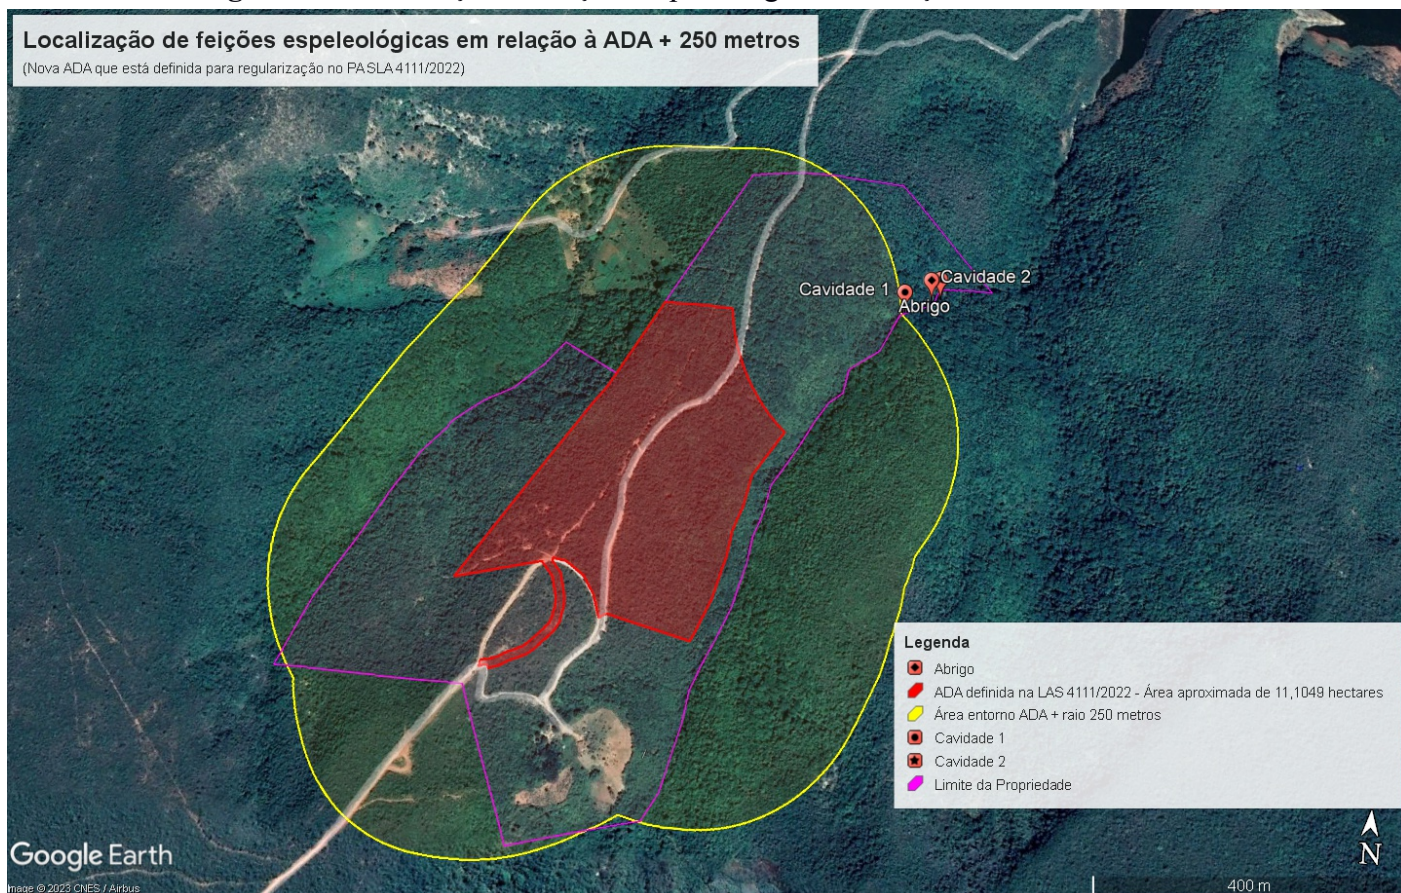 Localização de feições espeleológicas em relação à ADA + 250 metros
(Nova ADA que está definida para regularização no PA SLA 4111/2022)
Cavidade 2
Cavidade 1
Abrigo
Legenda
Abrigo
ADA definida na LAS 4111/2022 - Área aproximada de 11,1049 hectares
Área entorno ADA + raio 250 metros
Cavidade 1
Cavidade 2
Limite da Propriedade
Google Earth
Image © 2023 CNES / Airbus
N
400 m